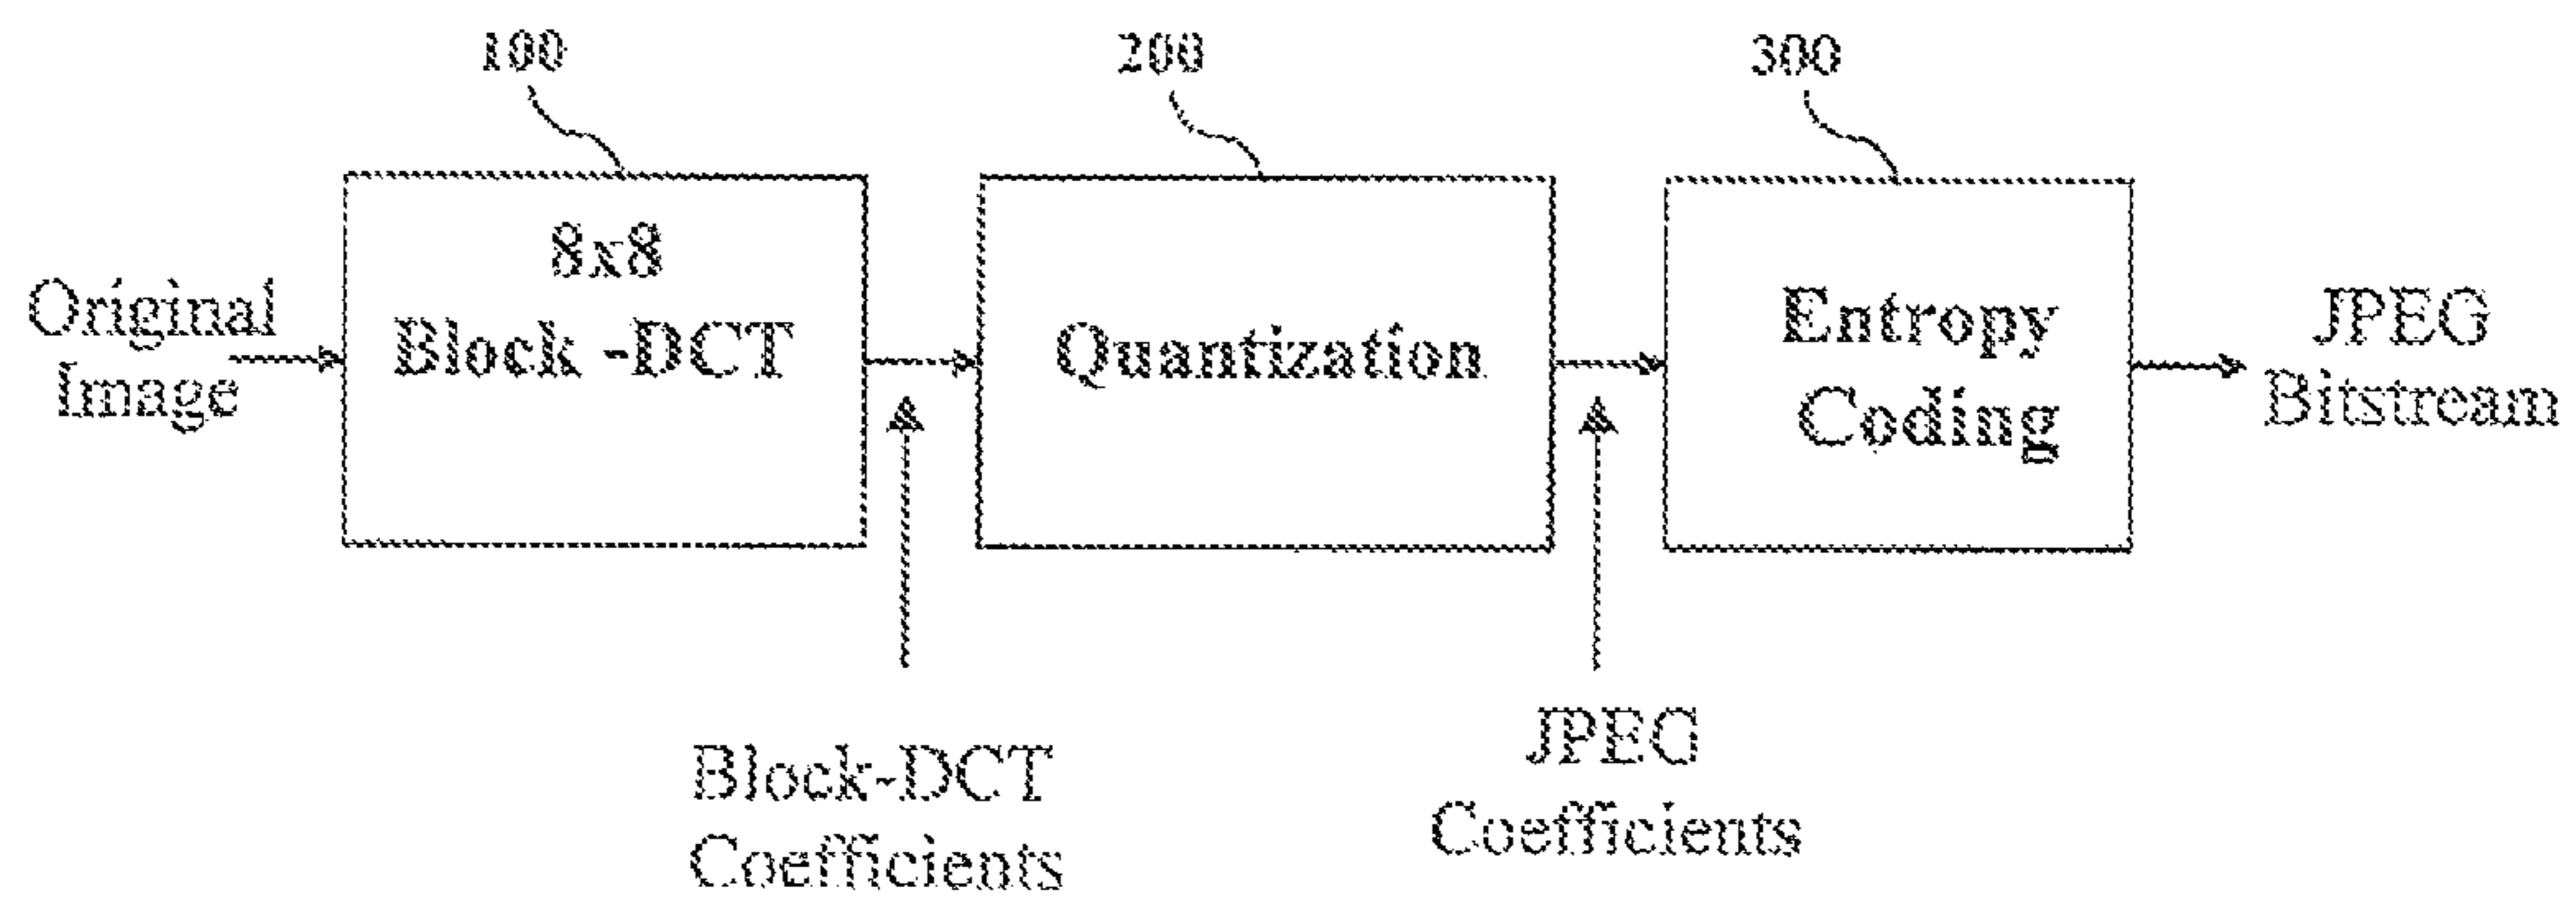 100
200
300
Original
Image
8x8
Block -DCT
Quantization
Entropy
Coding
JPEG
Bitstream
Block-DCT
Coefficients
JPEG
Coefficients